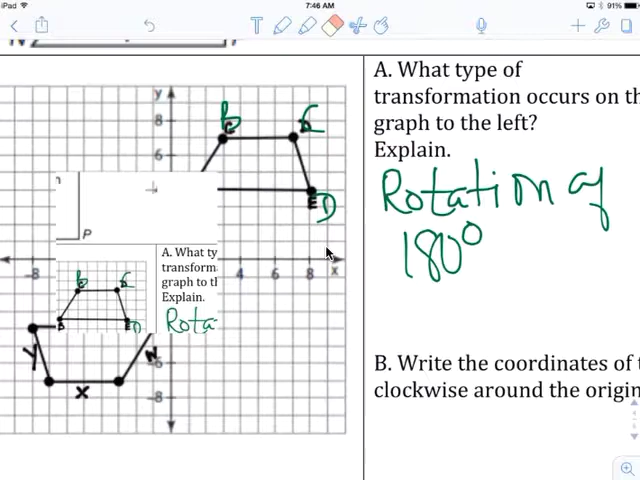 iPad
7:46 AM
91%
T
y
8
6
B
C
D
-8
4
6
8
x
P
A. What ty
transform
graph to th
Explain.
Rota
B
C
D
Y
X
Z
-6
-8
A. What type of
transformation occurs on th
graph to the left?
Explain.
Rotation of
180°
B. Write the coordinates of t
clockwise around the origin